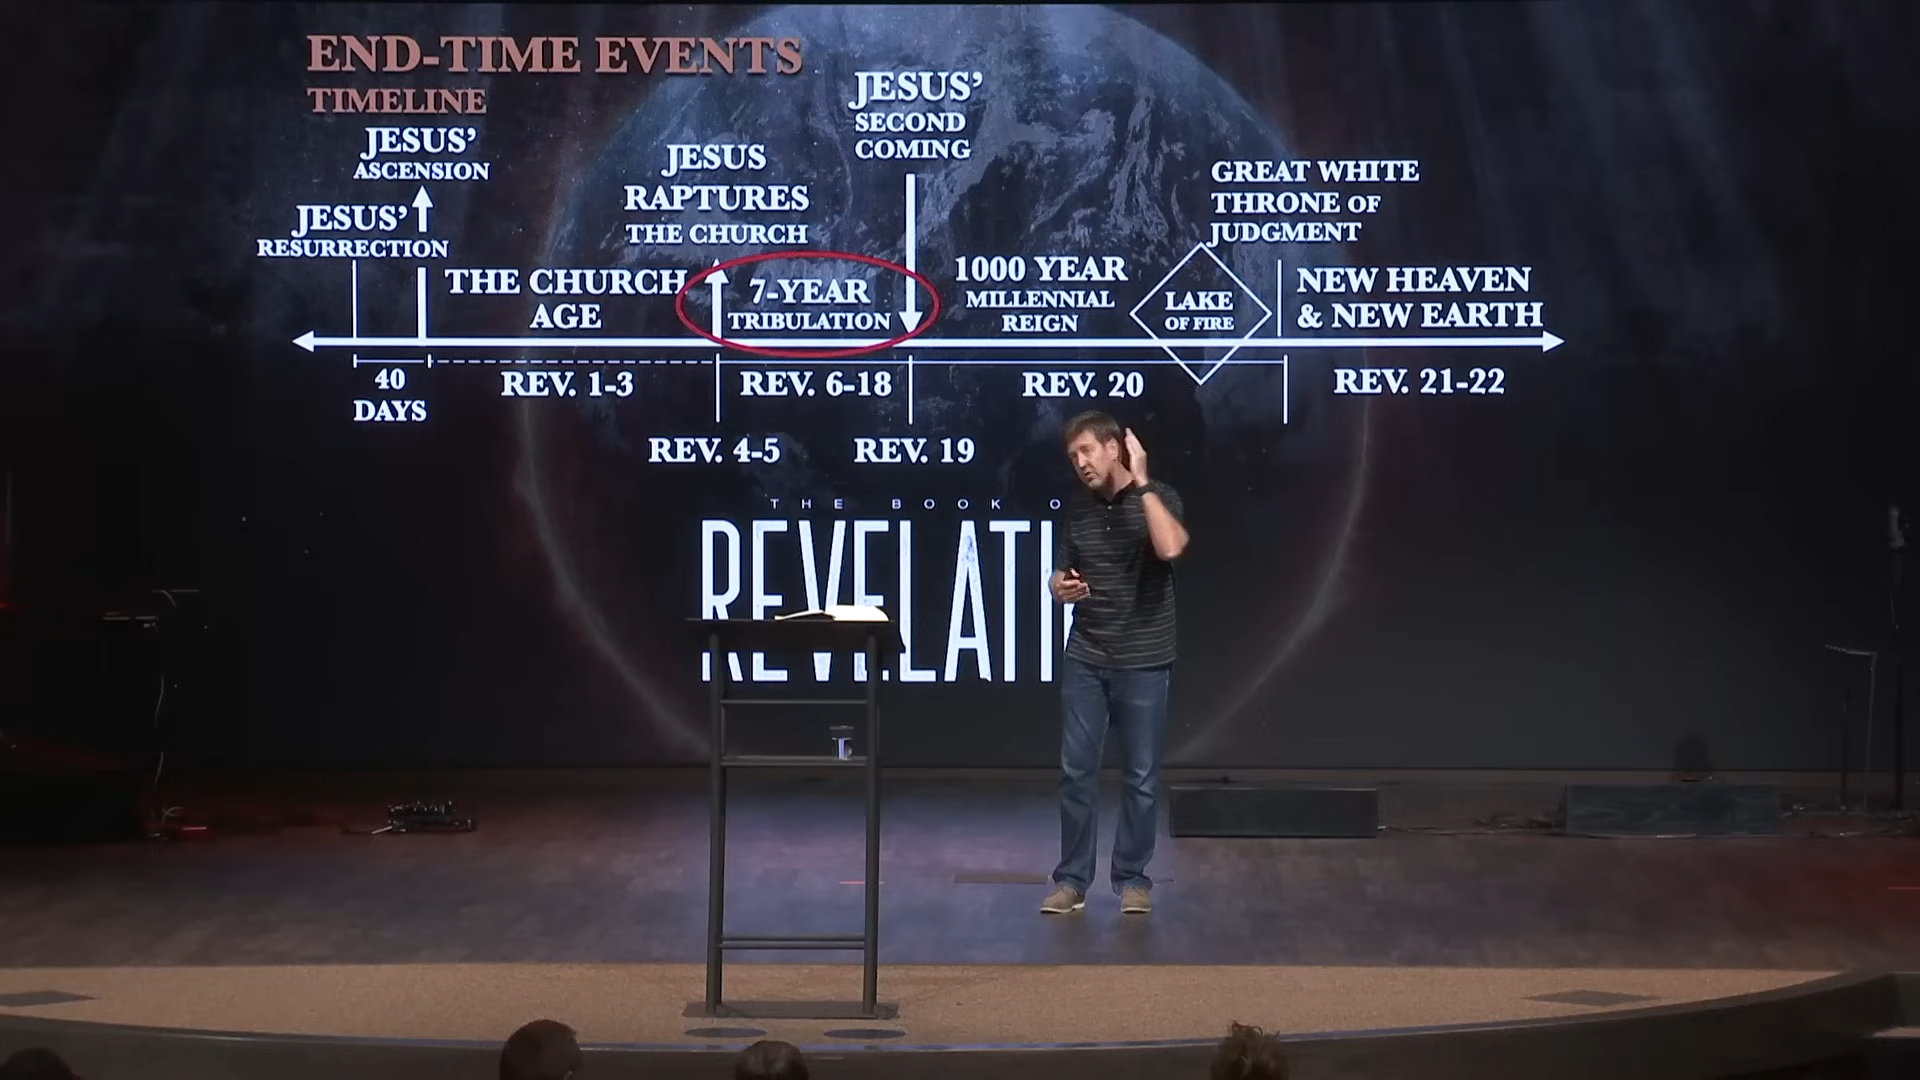 END-TIME EVENTS
TIMELINE
JESUS'
ASCENSION
JESUS'
RESURRECTION
THE CHURCH
AGE
JESUS
RAPTURES
THE CHURCH
7-YEAR
TRIBULATION
JESUS'
SECOND
COMING
1000 YEAR
MILLENNIAL
REIGN
GREAT WHITE
THRONE OF
JUDGMENT
LAKE
OF FIRE
NEW HEAVEN
& NEW EARTH
40
DAYS
REV. 1-3
REV. 4-5
REV. 6-18
REV. 19
REV. 20
REV. 21-22
THE BOOK O
REVELATI